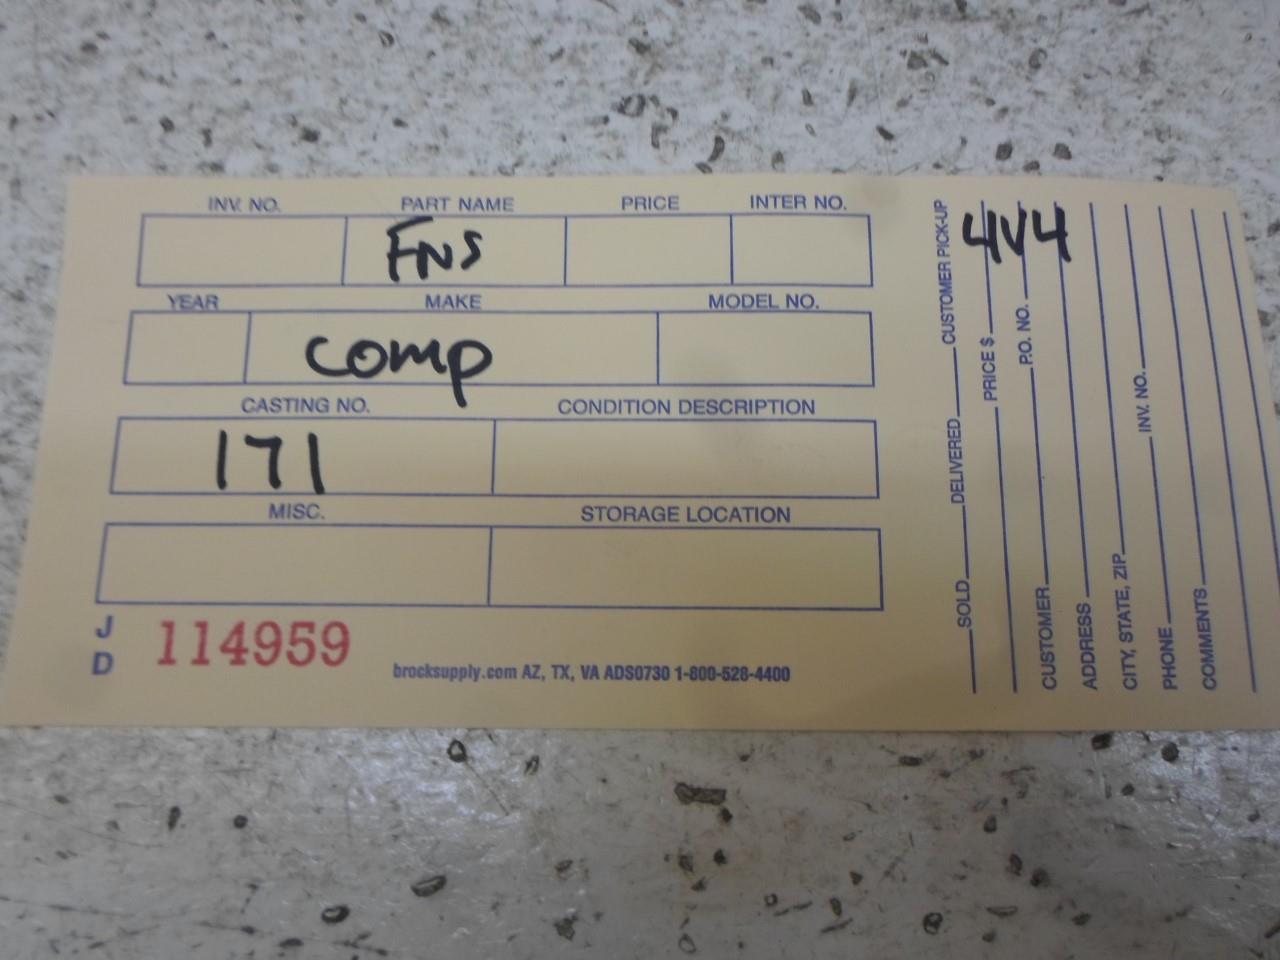 INV. NO. PART NAME PRICE INTER NO.
FNS
YEAR MAKE MODEL NO.
comp
CASTING NO. CONDITION DESCRIPTION
171
MISC. STORAGE LOCATION
J
D
114959
brocksupply.com AZ, TX, VA ADS0730 1-800-528-4400
4V4
SOLD DELIVERED CUSTOMER PICK-UP
PRICE $
CUSTOMER P.O. NO.
ADDRESS
CITY, STATE, ZIP
PHONE INV. NO.
COMMENTS